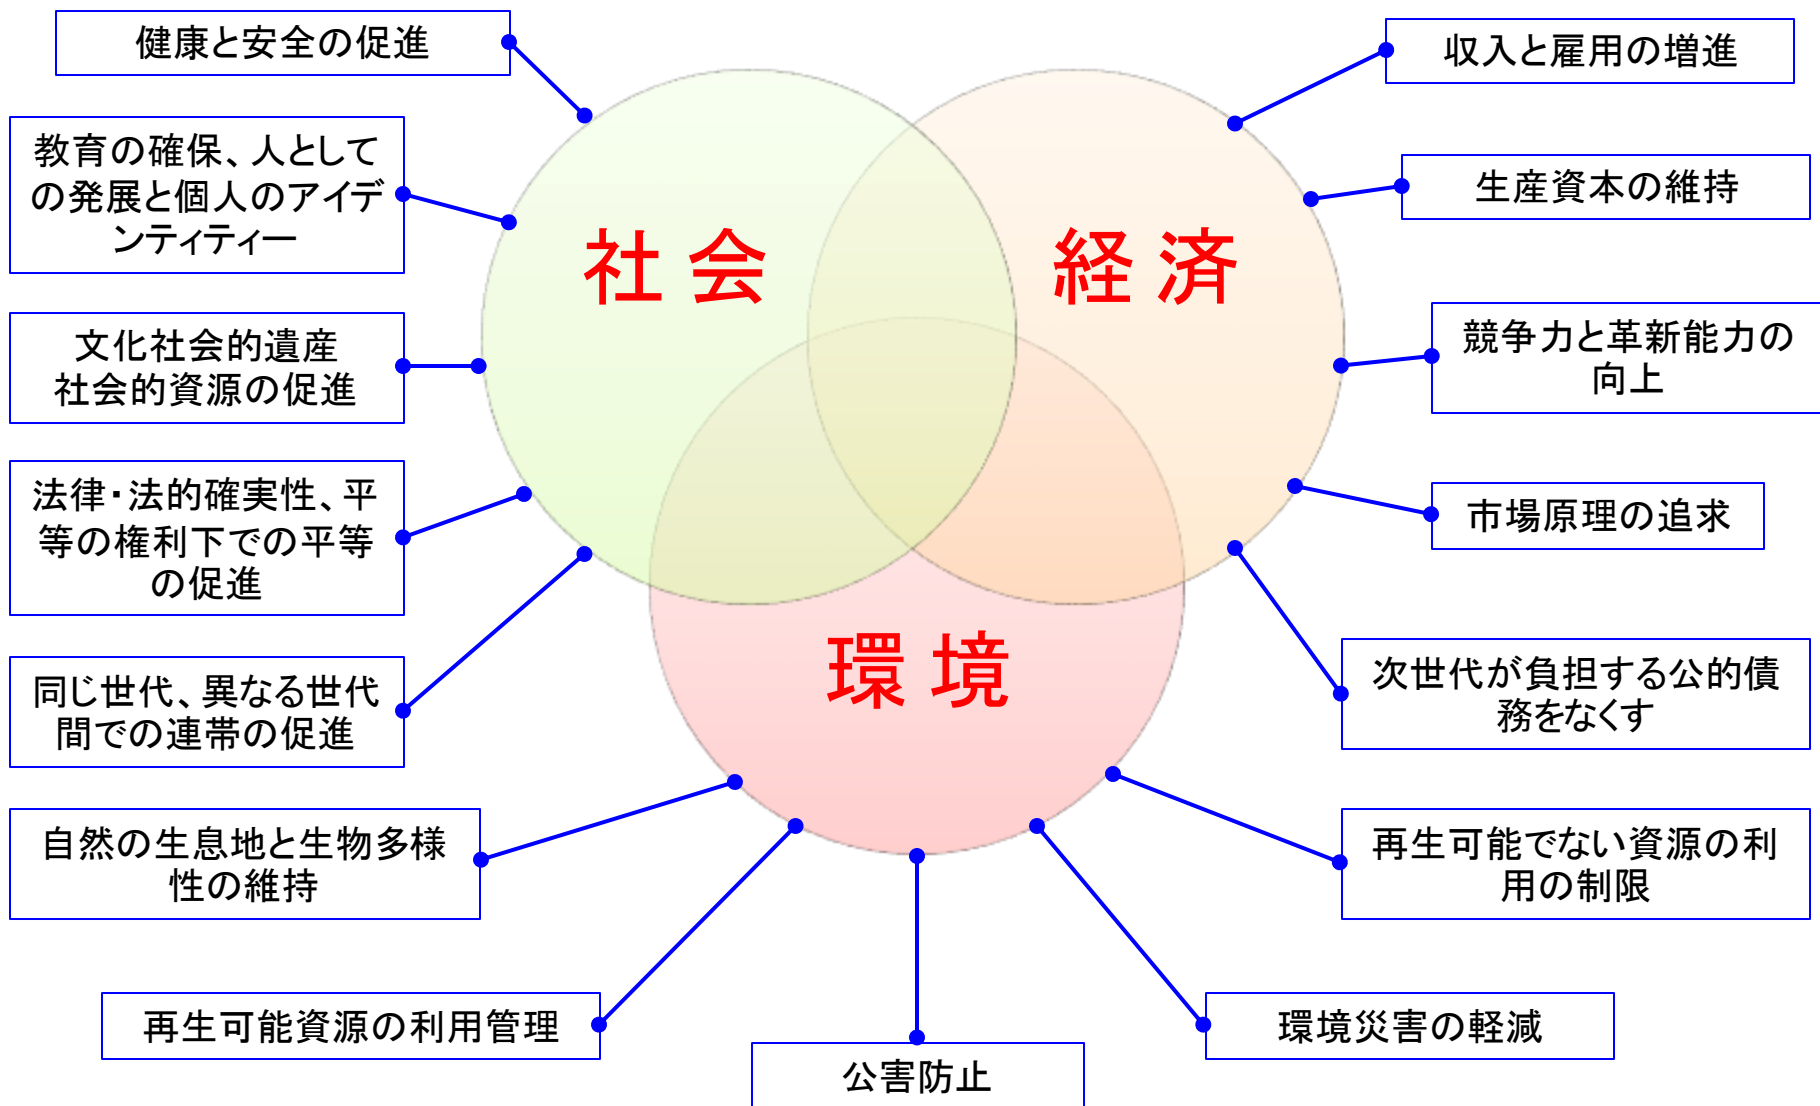 健康と安全の促進
教育の確保、人として
の発展と個人のアイデ
ンティティー
文化社会的遺産
社会的資源の促進
法律・法的確実性、平
等の権利下での平等
の促進
同じ世代、異なる世代
間での連帯の促進
自然の生息地と生物多様
性の維持
再生可能資源の利用管理
公害防止
社会
経済
環境
収入と雇用の増進
生産資本の維持
競争力と革新能力の
向上
市場原理の追求
次世代が負担する公的債
務をなくす
再生可能でない資源の利
用の制限
環境災害の軽減